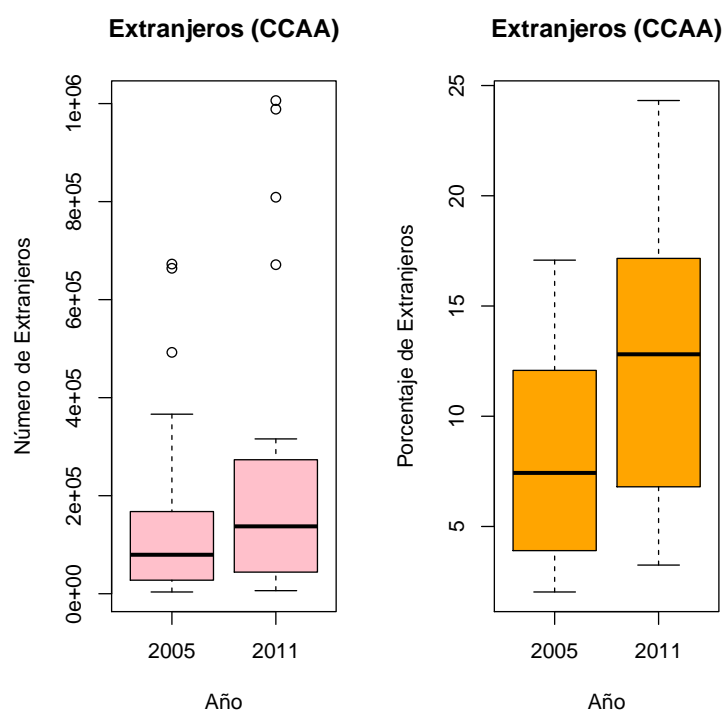 Extranjeros (CCAA)
Número de Extranjeros
1e+06
8e+05
6e+05
4e+05
2e+05
0e+00
2005 2011
Año
Extranjeros (CCAA)
Porcentaje de Extranjeros
25
20
15
10
5
2005 2011
Año